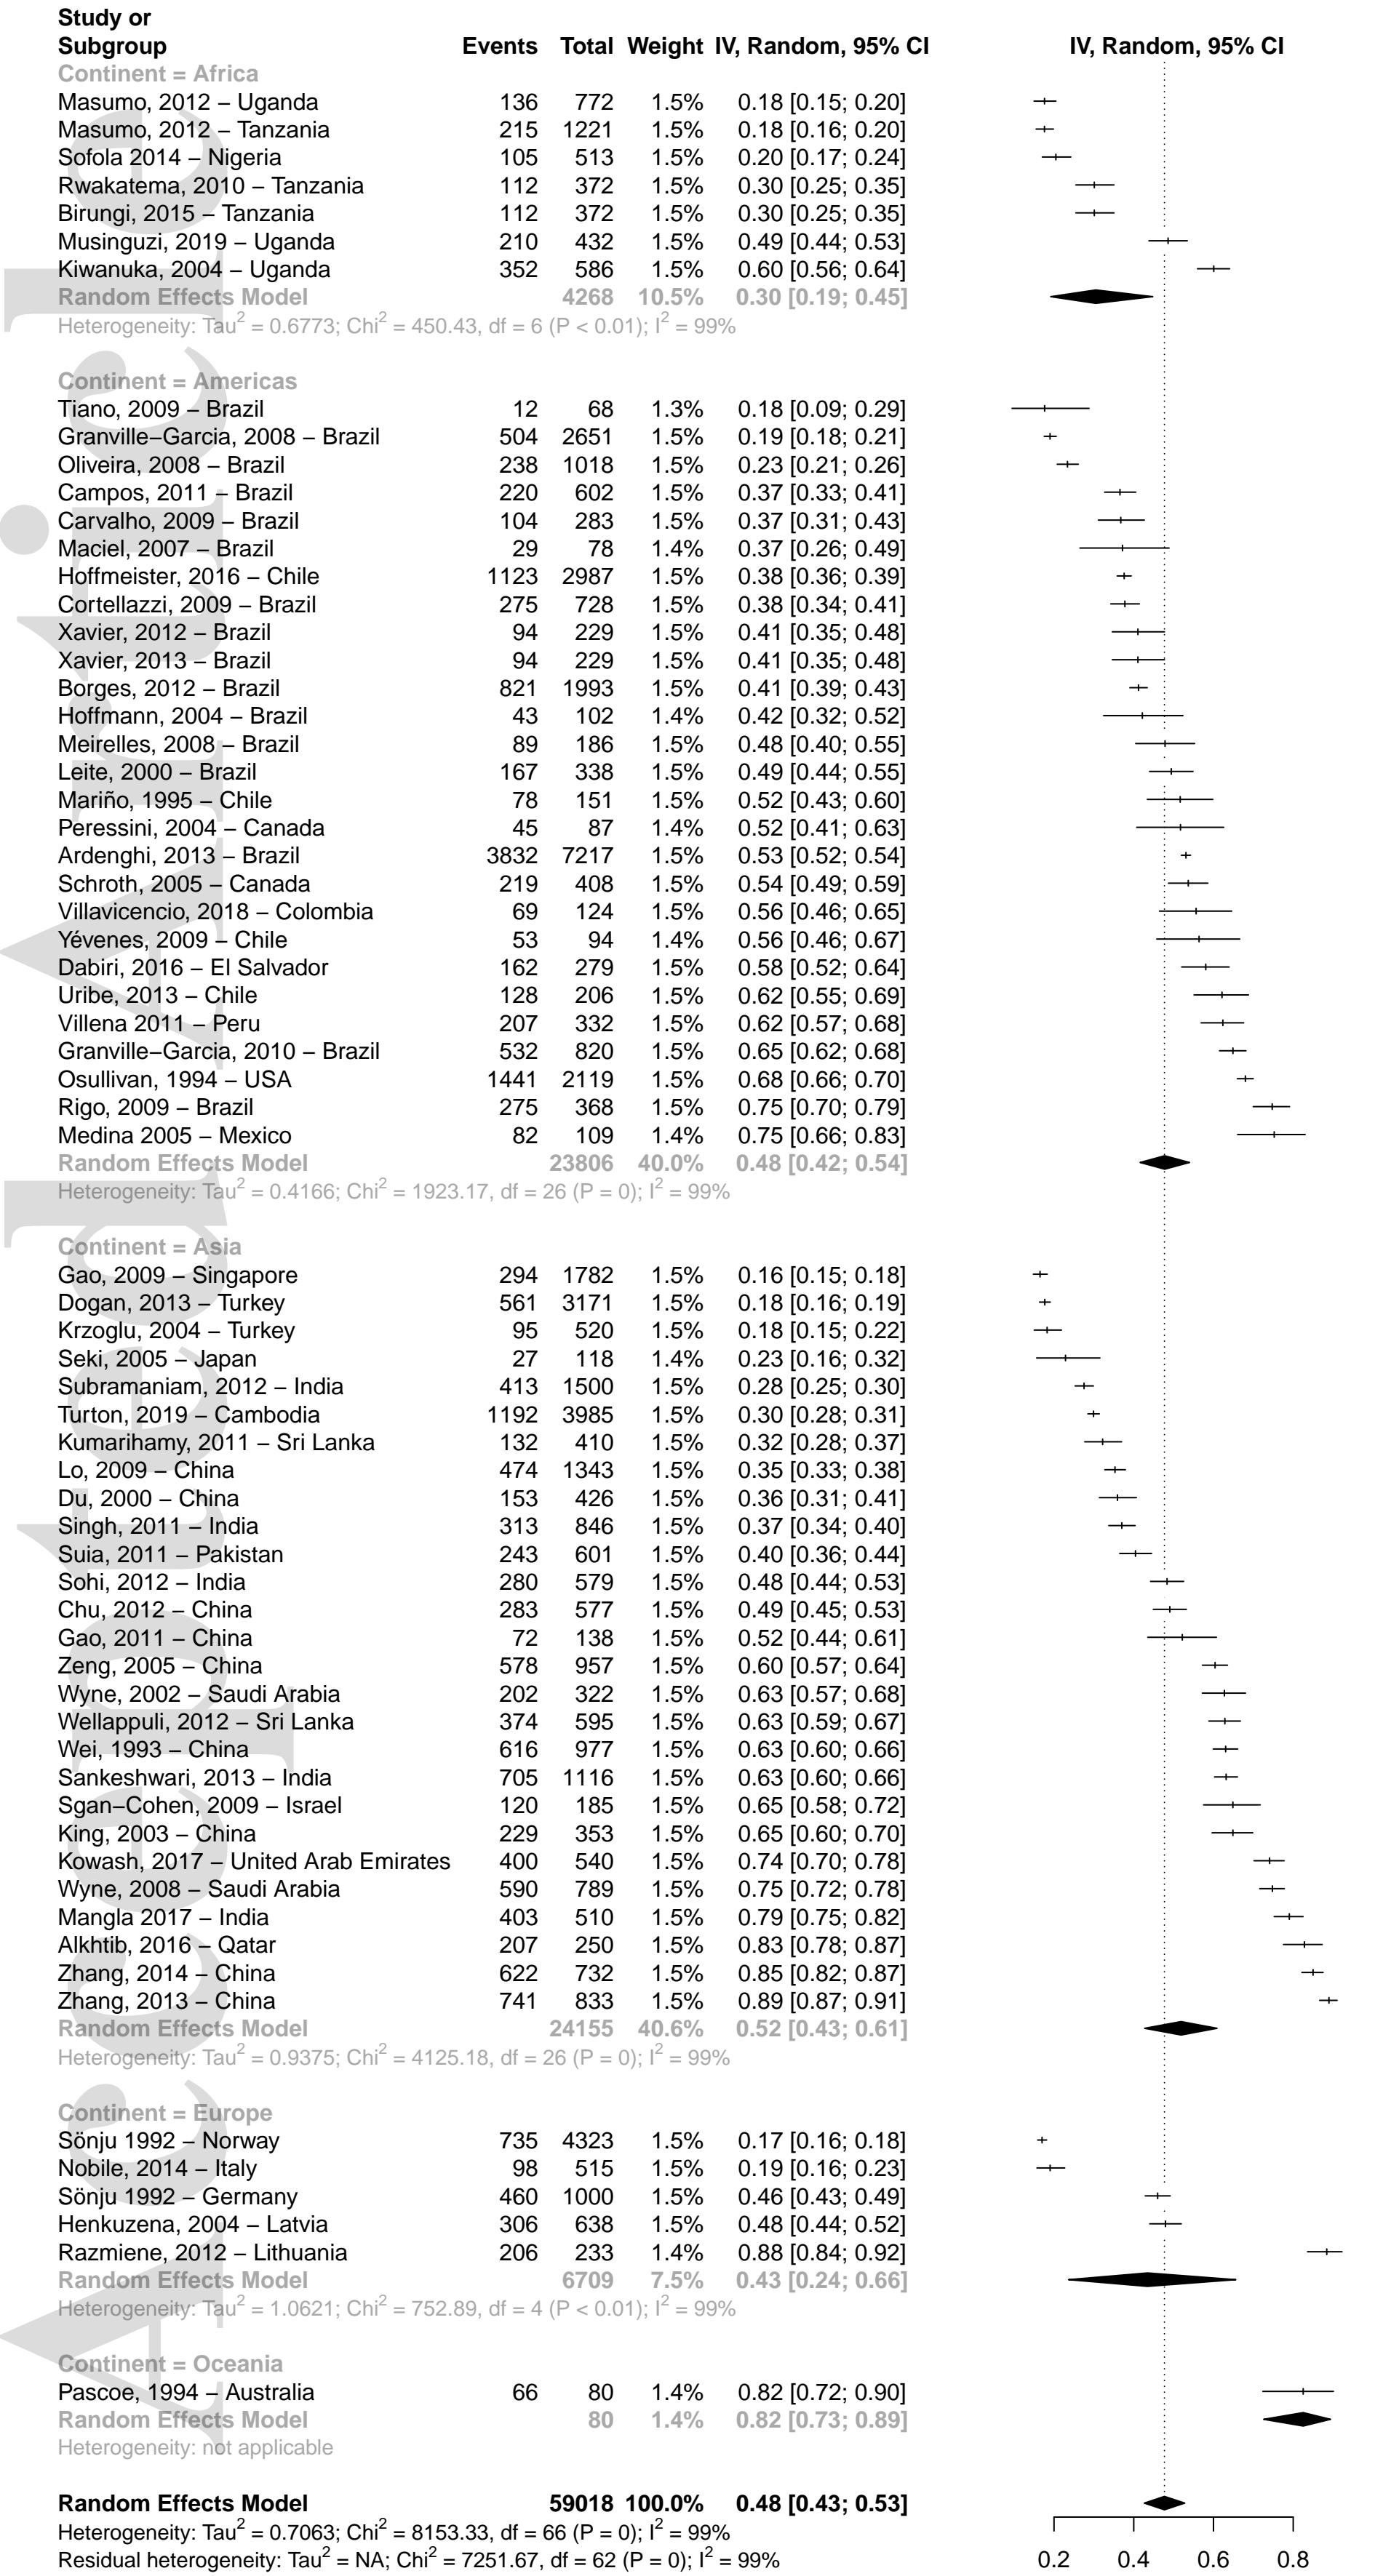 Study or
Subgroup Events Total Weight IV, Random, 95% CI IV, Random, 95% CI
Continent = Africa
Masumo, 2012 – Uganda 136 772 1.5% 0.18 [0.15; 0.20]
Masumo, 2012 – Tanzania 215 1221 1.5% 0.18 [0.16; 0.20]
Sofola 2014 – Nigeria 105 513 1.5% 0.20 [0.17; 0.24]
Rwakatema, 2010 – Tanzania 112 372 1.5% 0.30 [0.25; 0.35]
Birungi, 2015 – Tanzania 112 372 1.5% 0.30 [0.25; 0.35]
Musinguzi, 2019 – Uganda 210 432 1.5% 0.49 [0.44; 0.53]
Kiwanuka, 2004 – Uganda 352 586 1.5% 0.60 [0.56; 0.64]
Random Effects Model 4268 10.5% 0.30 [0.19; 0.45]
Heterogeneity: Tau² = 0.6773; Chi² = 450.43, df = 6 (P < 0.01); I² = 99%
Continent = Americas
Tiano, 2009 – Brazil 12 68 1.3% 0.18 [0.09; 0.29]
Granville–Garcia, 2008 – Brazil 504 2651 1.5% 0.19 [0.18; 0.21]
Oliveira, 2008 – Brazil 238 1018 1.5% 0.23 [0.21; 0.26]
Campos, 2011 – Brazil 220 602 1.5% 0.37 [0.33; 0.41]
Carvalho, 2009 – Brazil 104 283 1.5% 0.37 [0.31; 0.43]
Maciel, 2007 – Brazil 29 78 1.4% 0.37 [0.26; 0.49]
Hoffmeister, 2016 – Chile 1123 2987 1.5% 0.38 [0.36; 0.39]
Cortellazzi, 2009 – Brazil 275 728 1.5% 0.38 [0.34; 0.41]
Xavier, 2012 – Brazil 94 229 1.5% 0.41 [0.35; 0.48]
Xavier, 2013 – Brazil 94 229 1.5% 0.41 [0.35; 0.48]
Borges, 2012 – Brazil 821 1993 1.5% 0.41 [0.39; 0.43]
Hoffmann, 2004 – Brazil 43 102 1.4% 0.42 [0.32; 0.52]
Meirelles, 2008 – Brazil 89 186 1.5% 0.48 [0.40; 0.55]
Leite, 2000 – Brazil 167 338 1.5% 0.49 [0.44; 0.55]
Mariño, 1995 – Chile 78 151 1.5% 0.52 [0.43; 0.60]
Peressini, 2004 – Canada 45 87 1.4% 0.52 [0.41; 0.63]
Ardenghi, 2013 – Brazil 3832 7217 1.5% 0.53 [0.52; 0.54]
Schroth, 2005 – Canada 219 408 1.5% 0.54 [0.49; 0.59]
Villavicencio, 2018 – Colombia 69 124 1.5% 0.56 [0.46; 0.65]
Yévenes, 2009 – Chile 53 94 1.4% 0.56 [0.46; 0.67]
Dabiri, 2016 – El Salvador 162 279 1.5% 0.58 [0.52; 0.64]
Uribe, 2013 – Chile 128 206 1.5% 0.62 [0.55; 0.69]
Villena 2011 – Peru 207 332 1.5% 0.62 [0.57; 0.68]
Granville–Garcia, 2010 – Brazil 532 820 1.5% 0.65 [0.62; 0.68]
Osullivan, 1994 – USA 1441 2119 1.5% 0.68 [0.66; 0.70]
Rigo, 2009 – Brazil 275 368 1.5% 0.75 [0.70; 0.79]
Medina 2005 – Mexico 82 109 1.4% 0.75 [0.66; 0.83]
Random Effects Model 23806 40.0% 0.48 [0.42; 0.54]
Heterogeneity: Tau² = 0.4166; Chi² = 1923.17, df = 26 (P = 0); I² = 99%
Continent = Asia
Gao, 2009 – Singapore 294 1782 1.5% 0.16 [0.15; 0.18]
Dogan, 2013 – Turkey 561 3171 1.5% 0.18 [0.16; 0.19]
Krzoglu, 2004 – Turkey 95 520 1.5% 0.18 [0.15; 0.22]
Seki, 2005 – Japan 27 118 1.4% 0.23 [0.16; 0.32]
Subramaniam, 2012 – India 413 1500 1.5% 0.28 [0.25; 0.30]
Turton, 2019 – Cambodia 1192 3985 1.5% 0.30 [0.28; 0.31]
Kumarihamy, 2011 – Sri Lanka 132 410 1.5% 0.32 [0.28; 0.37]
Lo, 2009 – China 474 1343 1.5% 0.35 [0.33; 0.38]
Du, 2000 – China 153 426 1.5% 0.36 [0.31; 0.41]
Singh, 2011 – India 313 846 1.5% 0.37 [0.34; 0.40]
Suia, 2011 – Pakistan 243 601 1.5% 0.40 [0.36; 0.44]
Sohi, 2012 – India 280 579 1.5% 0.48 [0.44; 0.53]
Chu, 2012 – China 283 577 1.5% 0.49 [0.45; 0.53]
Gao, 2011 – China 72 138 1.5% 0.52 [0.44; 0.61]
Zeng, 2005 – China 578 957 1.5% 0.60 [0.57; 0.64]
Wyne, 2002 – Saudi Arabia 202 322 1.5% 0.63 [0.57; 0.68]
Wellappuli, 2012 – Sri Lanka 374 595 1.5% 0.63 [0.59; 0.67]
Wei, 1993 – China 616 977 1.5% 0.63 [0.60; 0.66]
Sankeshwari, 2013 – India 705 1116 1.5% 0.63 [0.60; 0.66]
Sgan–Cohen, 2009 – Israel 120 185 1.5% 0.65 [0.58; 0.72]
King, 2003 – China 229 353 1.5% 0.65 [0.60; 0.70]
Kowash, 2017 – United Arab Emirates 400 540 1.5% 0.74 [0.70; 0.78]
Wyne, 2008 – Saudi Arabia 590 789 1.5% 0.75 [0.72; 0.78]
Mangla 2017 – India 403 510 1.5% 0.79 [0.75; 0.82]
Alkhtib, 2016 – Qatar 207 250 1.5% 0.83 [0.78; 0.87]
Zhang, 2014 – China 622 732 1.5% 0.85 [0.82; 0.87]
Zhang, 2013 – China 741 833 1.5% 0.89 [0.87; 0.91]
Random Effects Model 24155 40.6% 0.52 [0.43; 0.61]
Heterogeneity: Tau² = 0.9375; Chi² = 4125.18, df = 26 (P = 0); I² = 99%
Continent = Europe
Sönju 1992 – Norway 735 4323 1.5% 0.17 [0.16; 0.18]
Nobile, 2014 – Italy 98 515 1.5% 0.19 [0.16; 0.23]
Sönju 1992 – Germany 460 1000 1.5% 0.46 [0.43; 0.49]
Henkuzena, 2004 – Latvia 306 638 1.5% 0.48 [0.44; 0.52]
Razmiene, 2012 – Lithuania 206 233 1.4% 0.88 [0.84; 0.92]
Random Effects Model 6709 7.5% 0.43 [0.24; 0.66]
Heterogeneity: Tau² = 1.0621; Chi² = 752.89, df = 4 (P < 0.01); I² = 99%
Continent = Oceania
Pascoe, 1994 – Australia 66 80 1.4% 0.82 [0.72; 0.90]
Random Effects Model 80 1.4% 0.82 [0.73; 0.89]
Heterogeneity: not applicable
Random Effects Model 59018 100.0% 0.48 [0.43; 0.53]
Heterogeneity: Tau² = 0.7063; Chi² = 8153.33, df = 66 (P = 0); I² = 99%
Residual heterogeneity: Tau² = NA; Chi² = 7251.67, df = 62 (P = 0); I² = 99%
0.2 0.4 0.6 0.8
Accepted Article